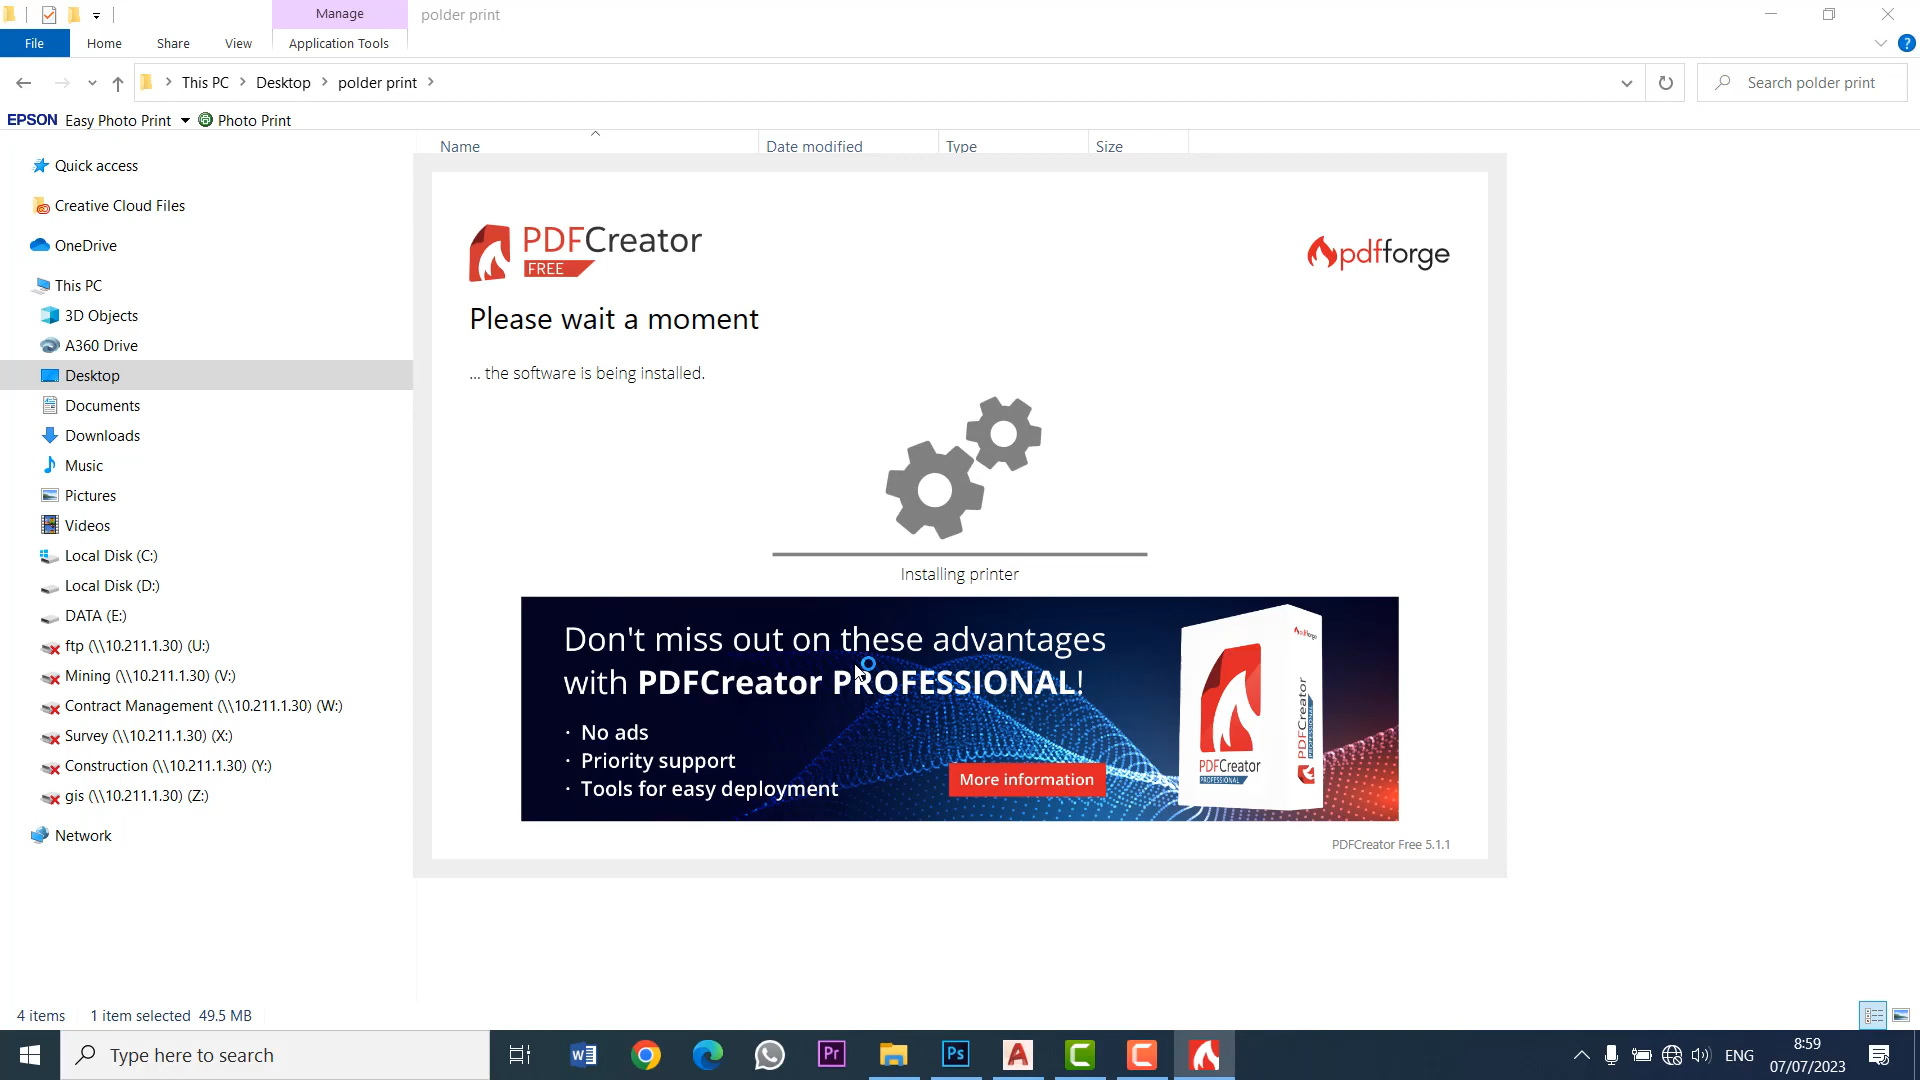 Manage
polder print
File
Home
Share
View
Application Tools
This PC
Desktop
polder print
Search polder print
EPSON Easy Photo Print
Photo Print
Name
Date modified
Type
Size
Quick access
Creative Cloud Files
OneDrive
This PC
3D Objects
A360 Drive
Desktop
Documents
Downloads
Music
Pictures
Videos
Local Disk (C:)
Local Disk (D:)
DATA (E:)
ftp (\\10.211.1.30) (U:)
Mining (\\10.211.1.30) (V:)
Contract Management (\\10.211.1.30) (W:)
Survey (\\10.211.1.30) (X:)
Construction (\\10.211.1.30) (Y:)
gis (\\10.211.1.30) (Z:)
Network
PDFCreator
FREE
pdfforge
Please wait a moment
... the software is being installed.
Installing printer
Don't miss out on these advantages
with PDFCreator PROFESSIONAL!
· No ads
· Priority support
· Tools for easy deployment
More information
pdfforge
PDFCreator
PROFESSIONAL
PDFCreator
PROFESSIONAL
PDFCreator Free 5.1.1
4 items
1 item selected 49.5 MB
Type here to search
Pr
Ps
ENG
8:59
07/07/2023